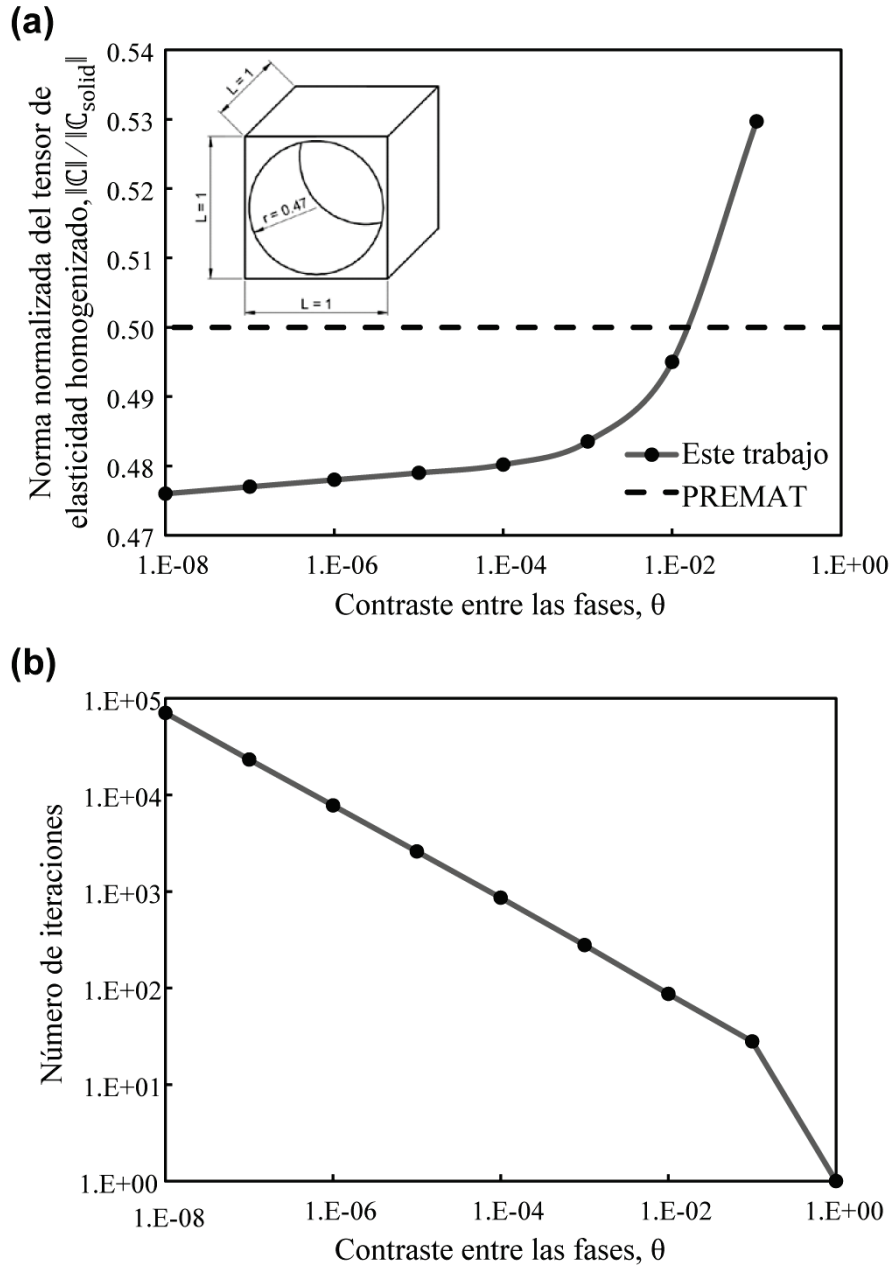 (a)
Norma normalizada del tensor de
elasticidad homogenizado, ‖ℂ‖ / ‖ℂsolid‖
0.54
0.53
0.52
0.51
0.50
0.49
0.48
0.47
L = 1
L = 1
r = 0.47
L = 1
Este trabajo
PREMAT
1.E-08
1.E-06
1.E-04
1.E-02
1.E+00
Contraste entre las fases, θ
(b)
Número de iteraciones
1.E+05
1.E+04
1.E+03
1.E+02
1.E+01
1.E+00
1.E-08
1.E-06
1.E-04
1.E-02
1.E+00
Contraste entre las fases, θ